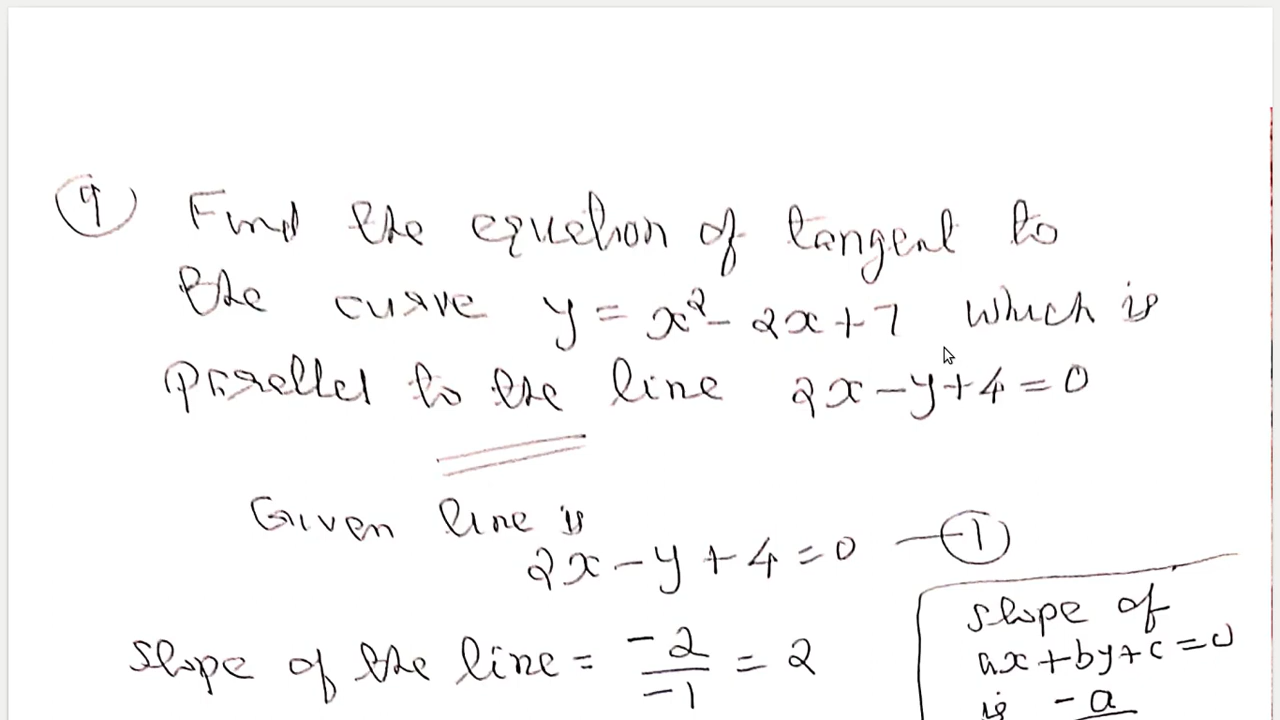 9 Find the equation of tangent to
the curve y = x² - 2x + 7 which is
parallel to the line 2x - y + 4 = 0
Given line is
2x - y + 4 = 0 — 1
slope of the line = -2/-1 = 2
slope of
ax + by + c = 0
is -a